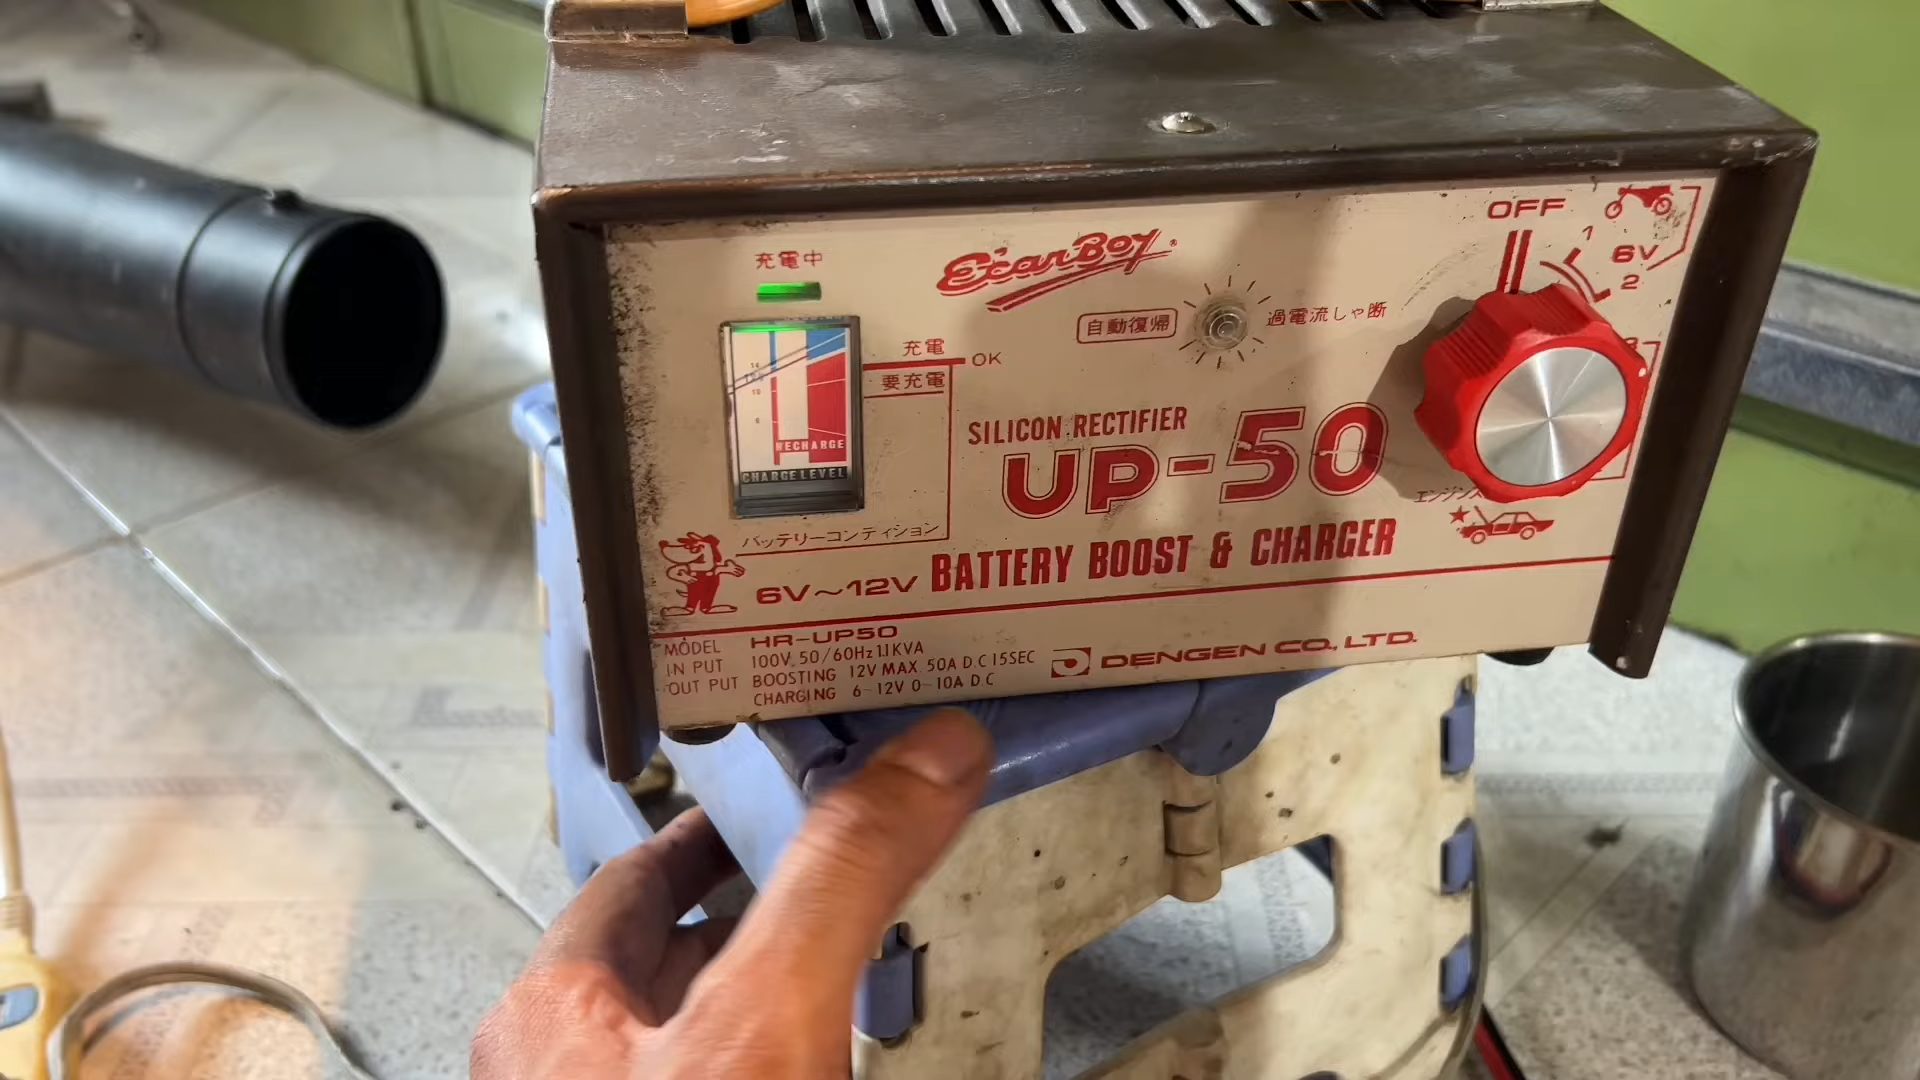 OFF
1
6V
2
充電中
ExcarBoy
自動復帰
過電流しゃ断
充電
OK
要充電
14
10
RECHARGE
CHARGE LEVEL
SILICON RECTIFIER
UP-50
バッテリーコンディション
6V~12V BATTERY BOOST & CHARGER
MODEL HR-UP50
IN PUT 100V 50/60Hz 1.1KVA
OUT PUT BOOSTING 12V MAX. 50A D.C 15SEC
CHARGING 6-12V 0-10A D C
DENGEN CO., LTD.